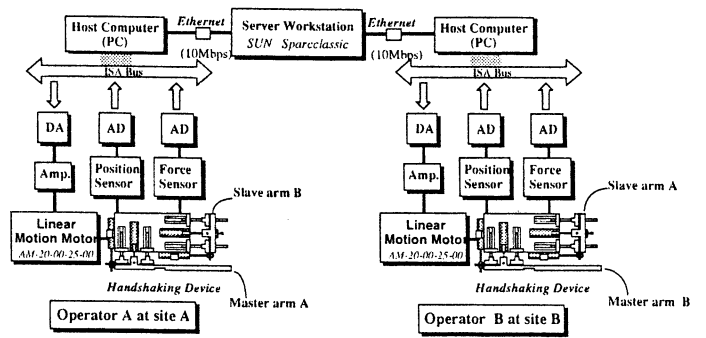 Host Computer
(PC)
Ethernet
(10Mbps)
Server Workstation
SUN Sparcclassic
Ethernet
(10Mbps)
Host Computer
(PC)
ISA Bus
DA
AD
AD
Amp.
Position
Sensor
Force
Sensor
Slave arm B
Linear
Motion Motor
AM-20-00-25-00
Handshaking Device
Master arm A
Operator A at site A
ISA Bus
DA
AD
AD
Amp.
Position
Sensor
Force
Sensor
Slave arm A
Linear
Motion Motor
AM-20-00-25-00
Handshaking Device
Master arm B
Operator B at site B